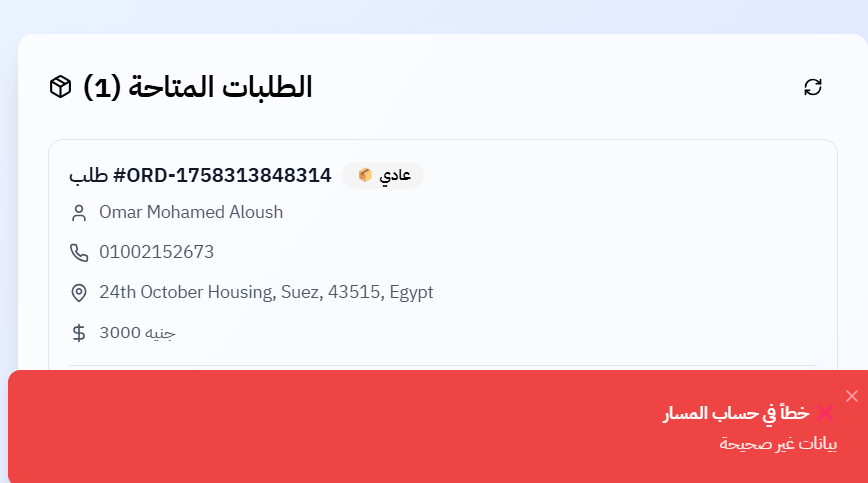 الطلبات المتاحة (1)
طلب #ORD-1758313848314 عادي
Omar Mohamed Aloush
01002152673
24th October Housing, Suez, 43515, Egypt
3000 جنيه
خطأ في حساب المسار
بيانات غير صحيحة